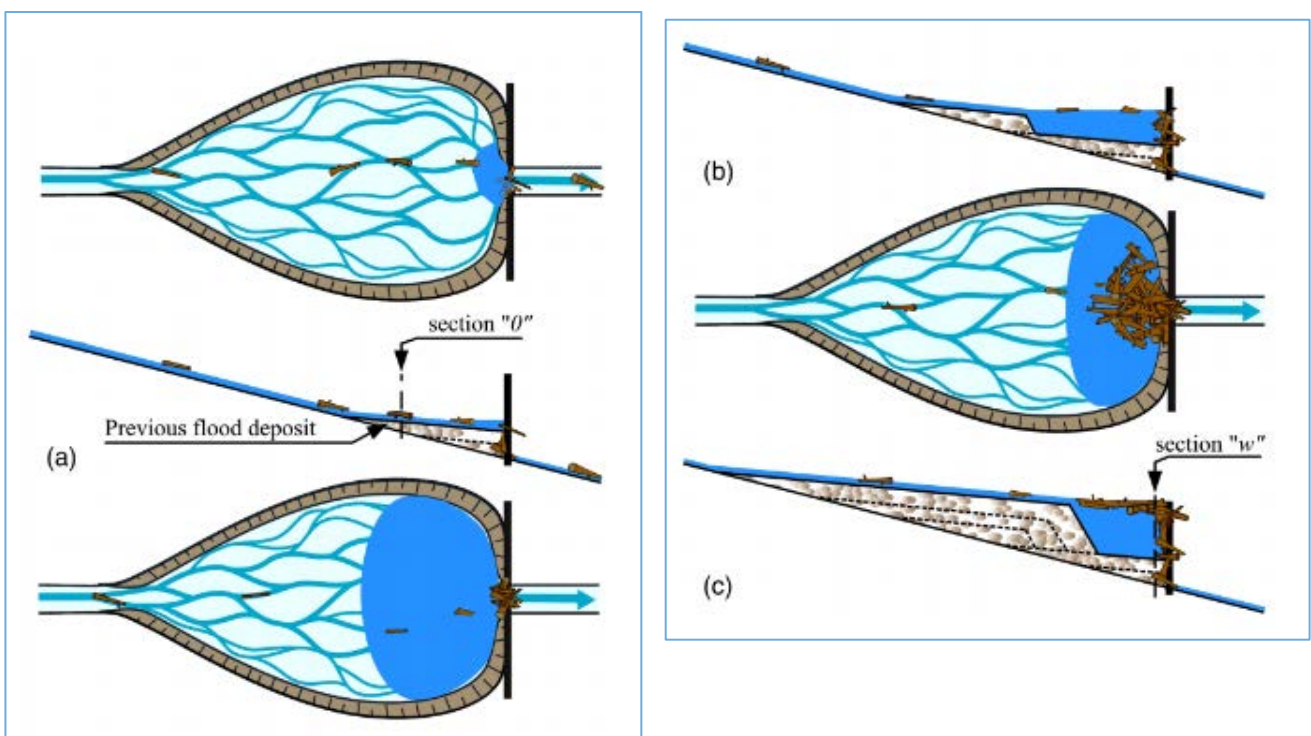 section "0"
Previous flood deposit
(a)
(b)
section "w"
(c)